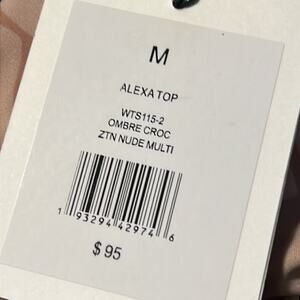 M
ALEXA TOP
WTS115-2
OMBRE CROC
ZTN NUDE MULTI
1 93294 42974 6
$ 95